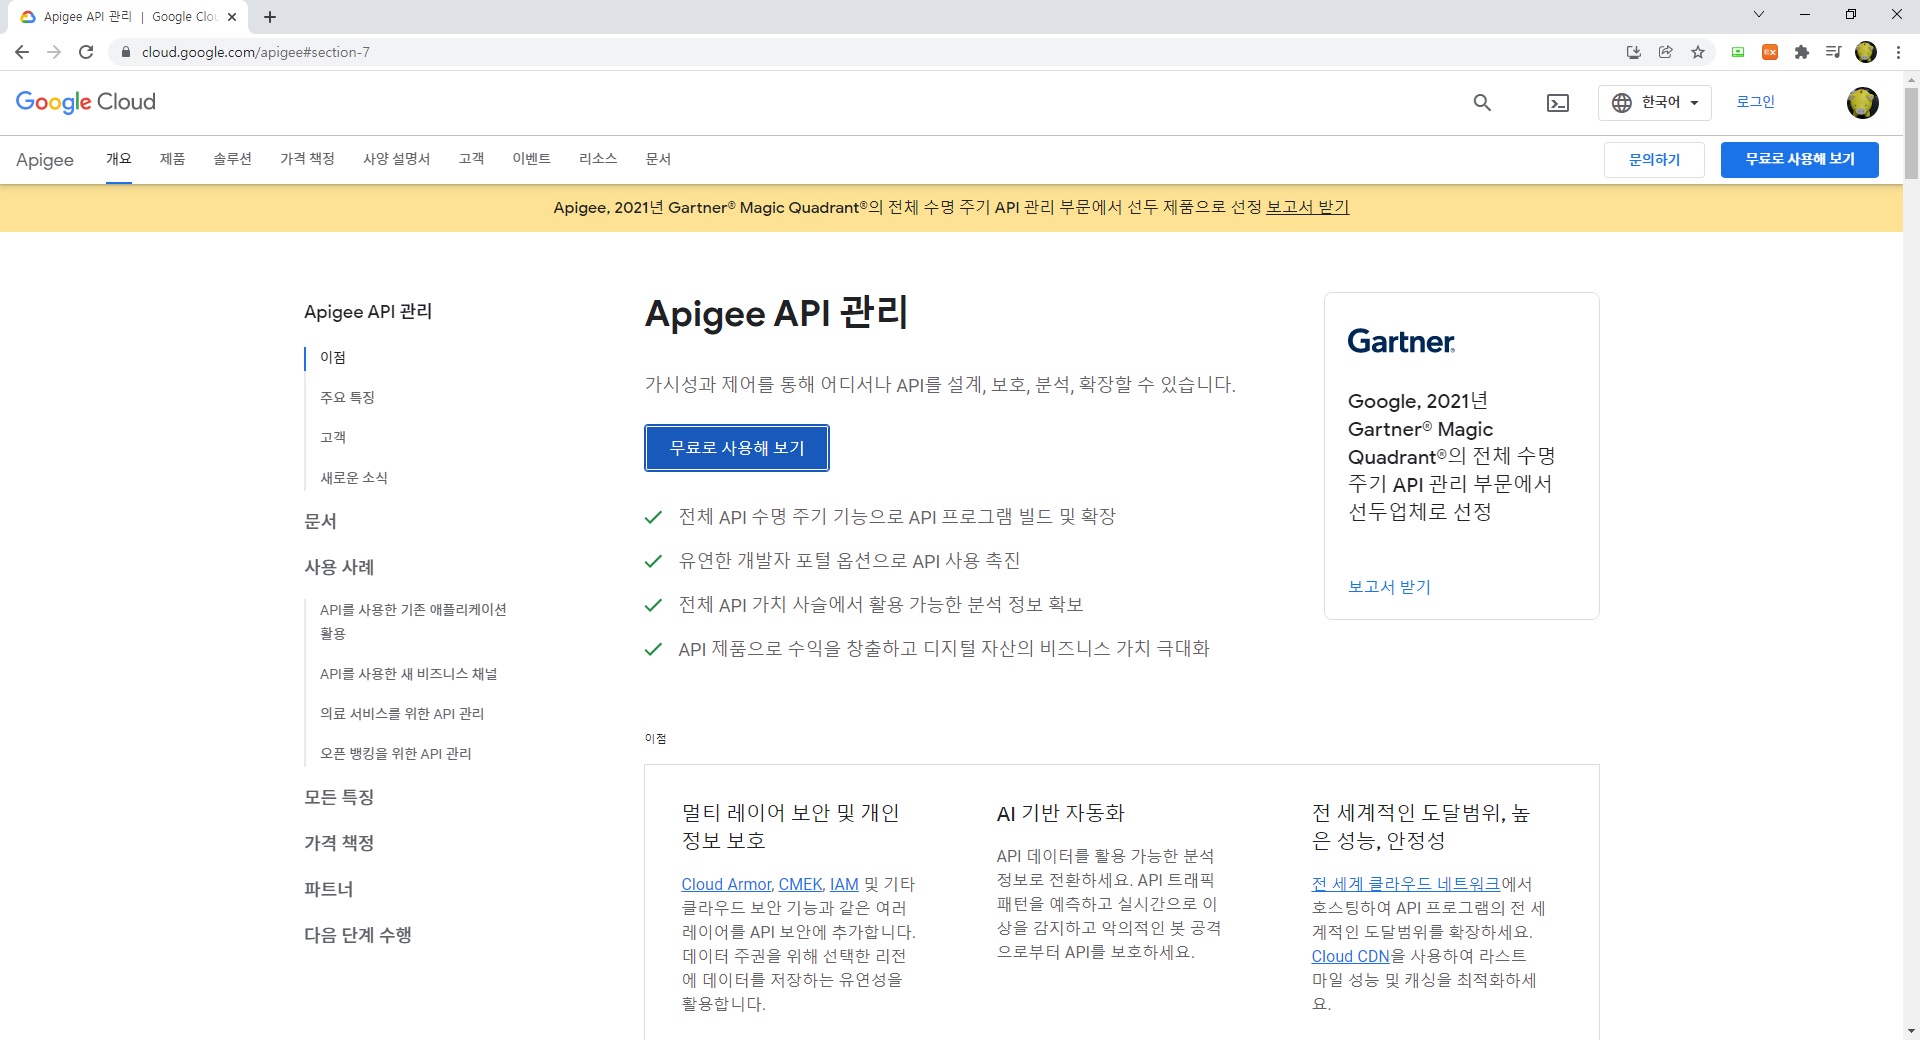 Apigee API 관리 | Google Clou
cloud.google.com/apigee#section-7
EX
Google Cloud
한국어
로그인
Apigee 개요 제품 솔루션 가격 책정 사양 설명서 고객 이벤트 리소스 문서
문의하기
무료로 사용해 보기
Apigee, 2021년 Gartner® Magic Quadrant®의 전체 수명 주기 API 관리 부문에서 선두 제품으로 선정 보고서 받기
Apigee API 관리
이점
주요 특징
고객
새로운 소식
문서
사용 사례
API를 사용한 기존 애플리케이션
활용
API를 사용한 새 비즈니스 채널
의료 서비스를 위한 API 관리
오픈 뱅킹을 위한 API 관리
모든 특징
가격 책정
파트너
다음 단계 수행
Apigee API 관리
가시성과 제어를 통해 어디서나 API를 설계, 보호, 분석, 확장할 수 있습니다.
무료로 사용해 보기
전체 API 수명 주기 기능으로 API 프로그램 빌드 및 확장
유연한 개발자 포털 옵션으로 API 사용 촉진
전체 API 가치 사슬에서 활용 가능한 분석 정보 확보
API 제품으로 수익을 창출하고 디지털 자산의 비즈니스 가치 극대화
Gartner®
Google, 2021년
Gartner® Magic
Quadrant®의 전체 수명
주기 API 관리 부문에서
선두업체로 선정
보고서 받기
이점
멀티 레이어 보안 및 개인
정보 보호
Cloud Armor, CMEK, IAM 및 기타
클라우드 보안 기능과 같은 여러
레이어를 API 보안에 추가합니다.
데이터 주권을 위해 선택한 리전
에 데이터를 저장하는 유연성을
활용합니다.
AI 기반 자동화
API 데이터를 활용 가능한 분석
정보로 전환하세요. API 트래픽
패턴을 예측하고 실시간으로 이
상을 감지하고 악의적인 봇 공격
으로부터 API를 보호하세요.
전 세계적인 도달범위, 높
은 성능, 안정성
전 세계 클라우드 네트워크에서
호스팅하여 API 프로그램의 전 세
계적인 도달범위를 확장하세요.
Cloud CDN을 사용하여 라스트
마일 성능 및 캐싱을 최적화하세
요.